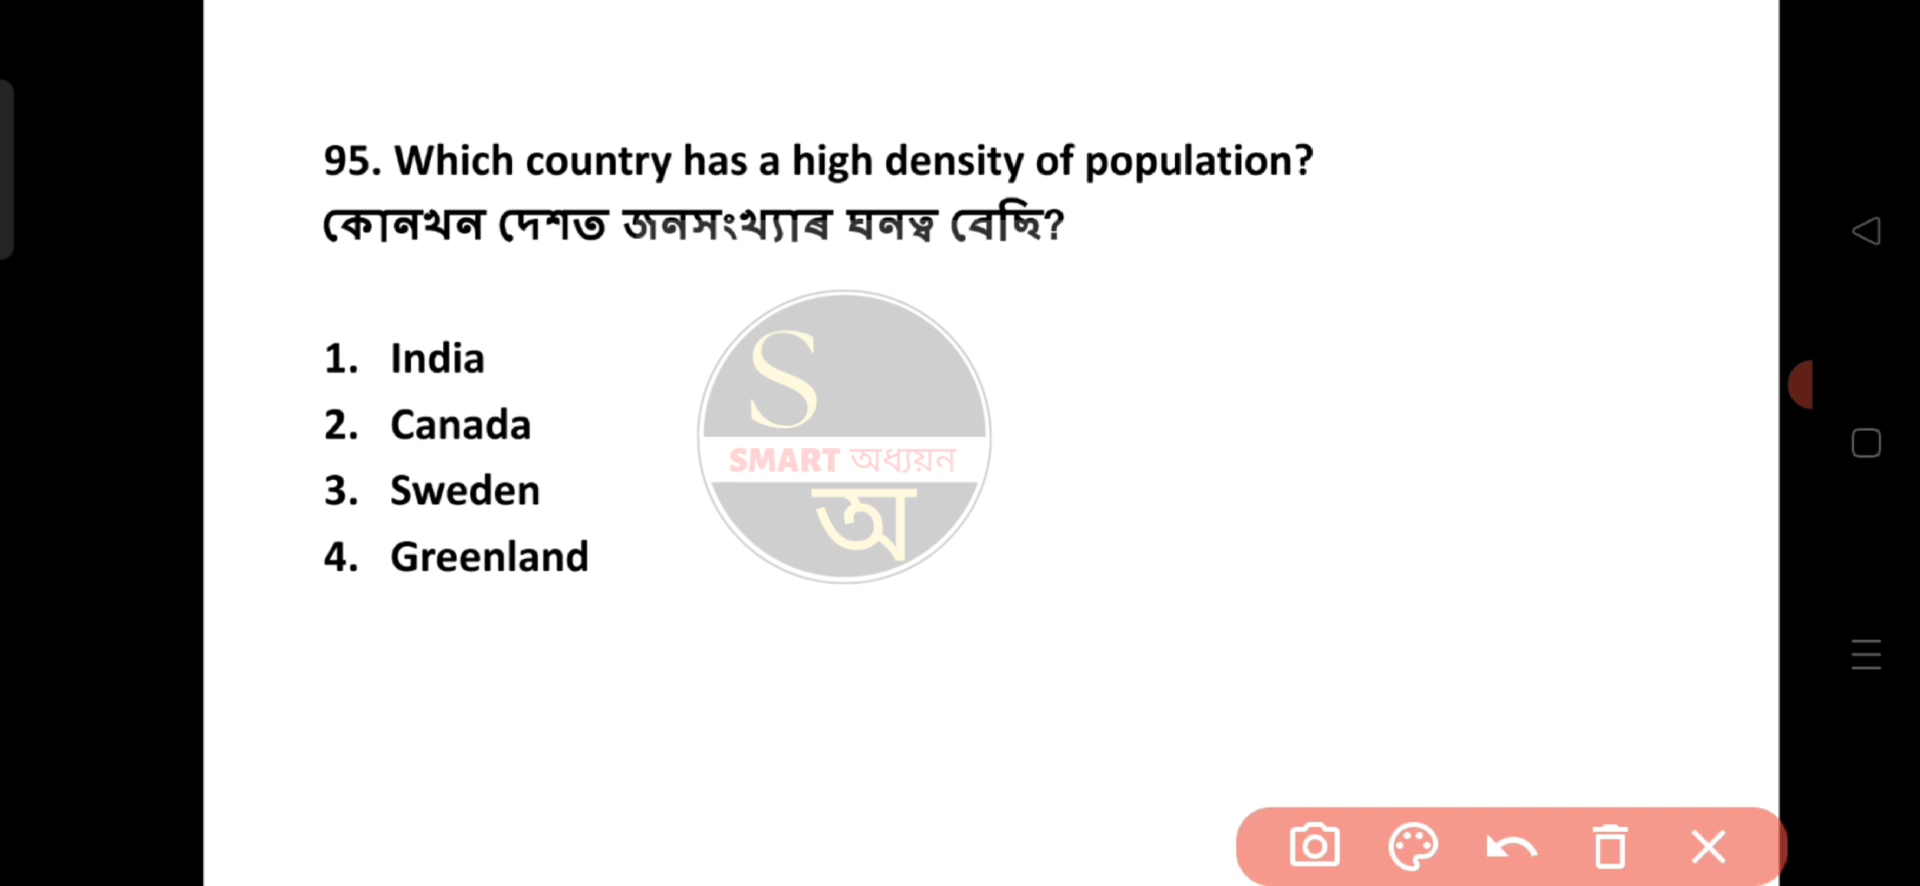 95. Which country has a high density of population?
কোনখন দেশত জনসংখ্যাৰ ঘনত্ব বেছি?
1. India
2. Canada
3. Sweden
4. Greenland
S
SMART অধ্যয়ন
অ